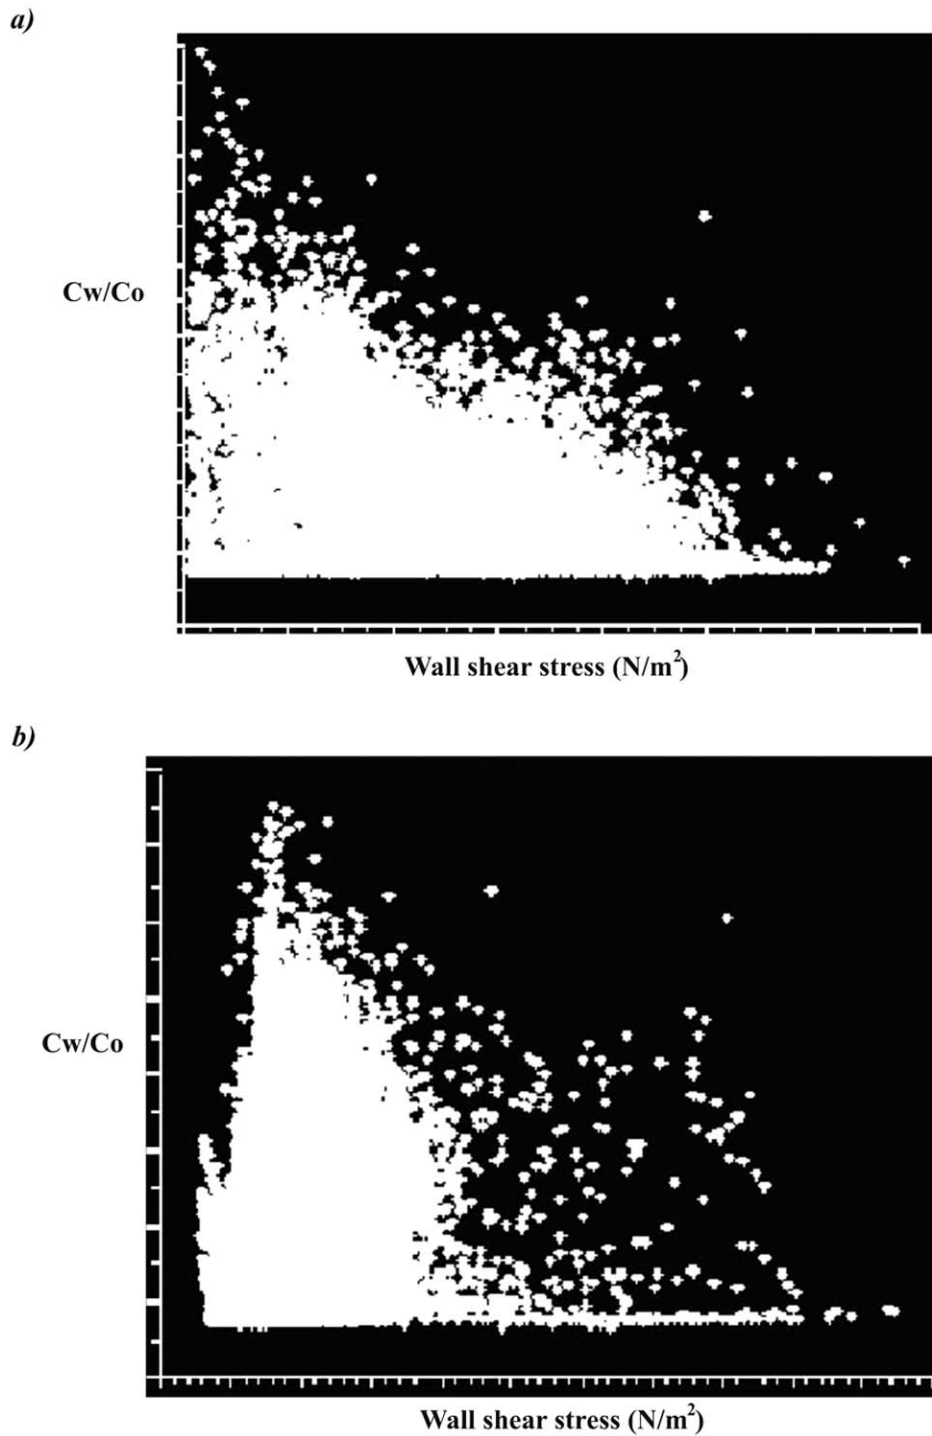 a)
Cw/Co
Wall shear stress (N/m²)
b)
Cw/Co
Wall shear stress (N/m²)